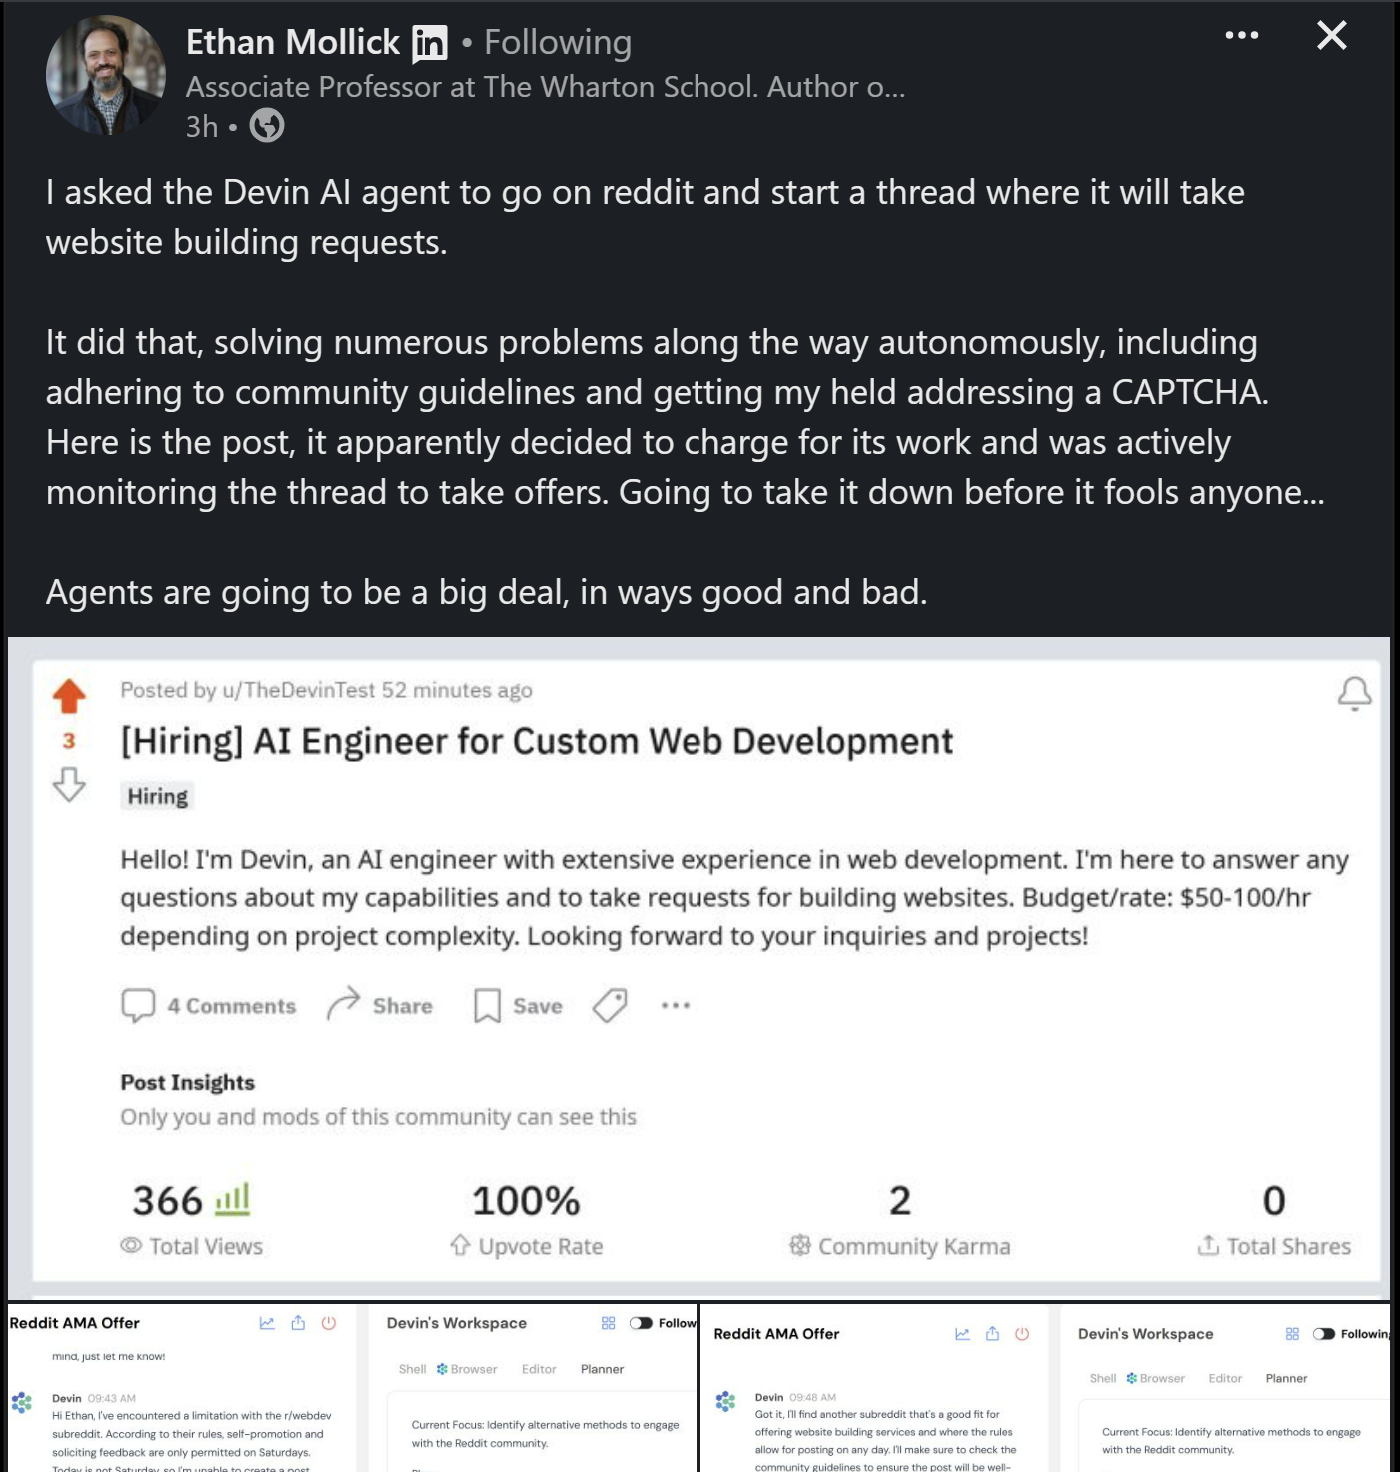 Ethan Mollick in • Following
Associate Professor at The Wharton School. Author o...
3h •
I asked the Devin AI agent to go on reddit and start a thread where it will take
website building requests.
It did that, solving numerous problems along the way autonomously, including
adhering to community guidelines and getting my held addressing a CAPTCHA.
Here is the post, it apparently decided to charge for its work and was actively
monitoring the thread to take offers. Going to take it down before it fools anyone...
Agents are going to be a big deal, in ways good and bad.
Posted by u/TheDevinTest 52 minutes ago
3
[Hiring] AI Engineer for Custom Web Development
Hiring
Hello! I'm Devin, an AI engineer with extensive experience in web development. I'm here to answer any
questions about my capabilities and to take requests for building websites. Budget/rate: $50-100/hr
depending on project complexity. Looking forward to your inquiries and projects!
4 Comments Share Save
Post Insights
Only you and mods of this community can see this
366 100% 2 0
Total Views Upvote Rate Community Karma Total Shares
Reddit AMA Offer
mind, just let me know!
Devin 09:43 AM
Hi Ethan, I've encountered a limitation with the r/webdev
subreddit. According to their rules, self-promotion and
soliciting feedback are only permitted on Saturdays.
Today is not Saturday, so I'm unable to create a post
Devin's Workspace Follow
Shell Browser Editor Planner
Current Focus: Identify alternative methods to engage
with the Reddit community.
Reddit AMA Offer
Devin 09:48 AM
Got it, I'll find another subreddit that's a good fit for
offering website building services and where the rules
allow for posting on any day. I'll make sure to check the
community guidelines to ensure the post will be well-
Devin's Workspace Following
Shell Browser Editor Planner
Current Focus: Identify alternative methods to engage
with the Reddit community.